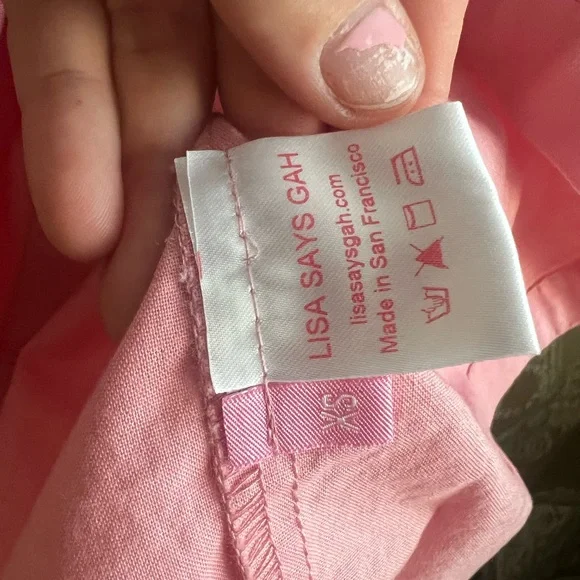 LISA SAYS GAH
lisasaysgah.com
Made in San Francisco
XS